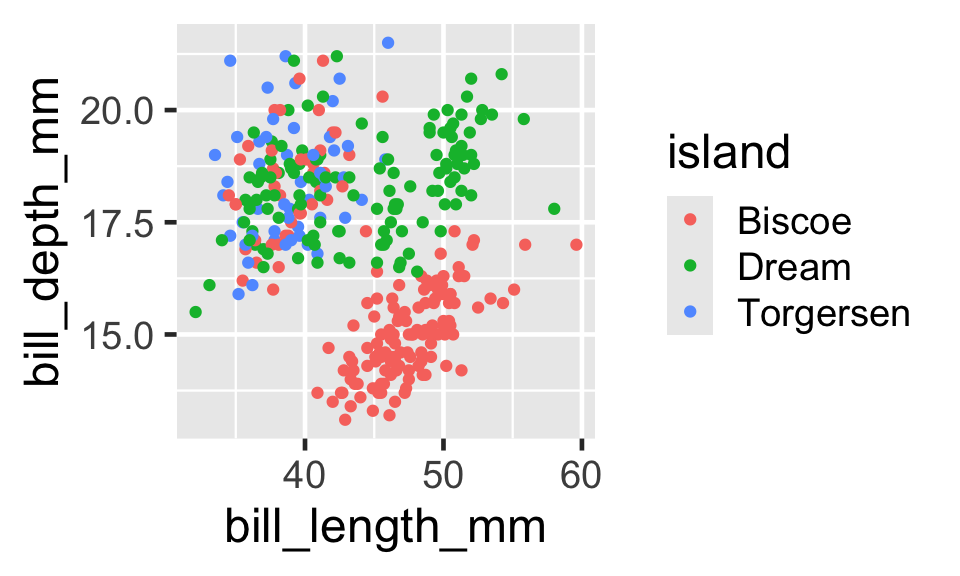 bill_depth_mm
20.0
17.5
15.0
40 50 60
bill_length_mm
island
Biscoe
Dream
Torgersen